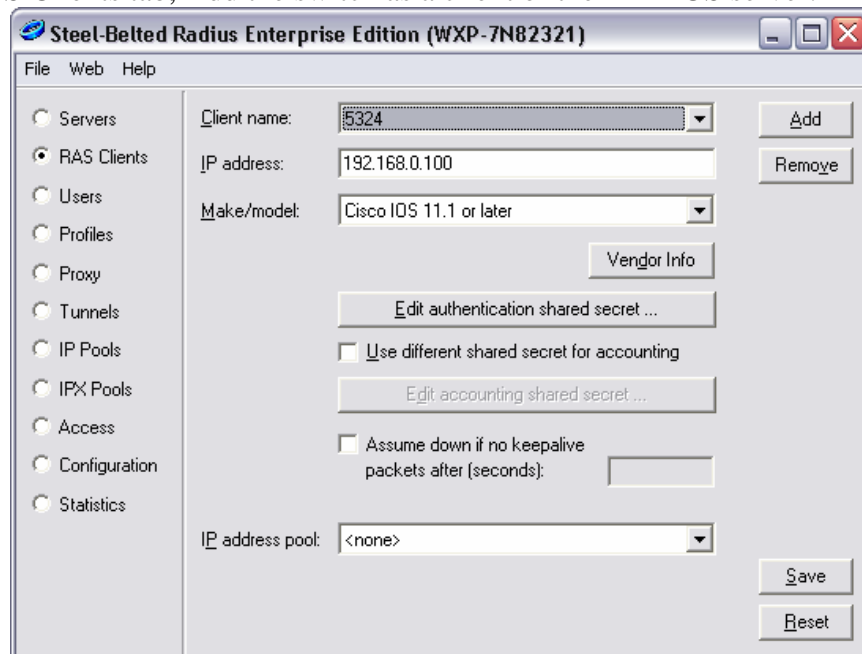 Steel-Belted Radius Enterprise Edition (WXP-7N82321)
File Web Help
Servers
RAS Clients
Users
Profiles
Proxy
Tunnels
IP Pools
IPX Pools
Access
Configuration
Statistics
Client name: 5324
IP address: 192.168.0.100
Make/model: Cisco IOS 11.1 or later
Vendor Info
Edit authentication shared secret ...
Use different shared secret for accounting
Edit accounting shared secret ...
Assume down if no keepalive
packets after (seconds):
IP address pool: <none>
Add
Remove
Save
Reset